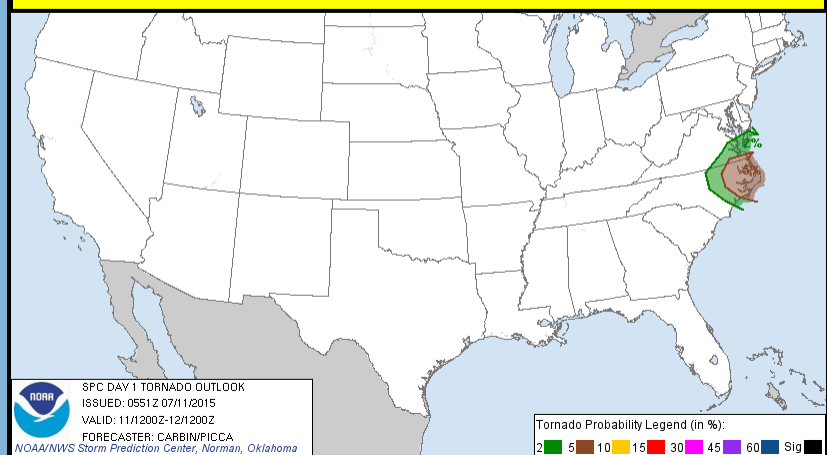 2%
NOAA
SPC DAY 1 TORNADO OUTLOOK
ISSUED: 0551Z 07/11/2015
VALID: 11/1200Z-12/1200Z
FORECASTER: CARBIN/PICCA
NOAA/NWS Storm Prediction Center, Norman, Oklahoma
Tornado Probability Legend (in %):
2 5 10 15 30 45 60 Sig